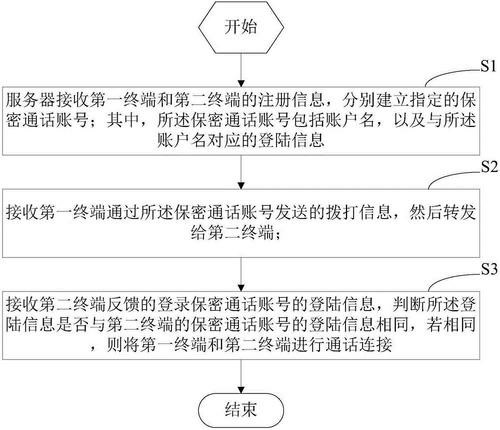 开始
S1
服务器接收第一终端和第二终端的注册信息，分别建立指定的保
密通话账号；其中，所述保密通话账号包括账户名，以及与所述
账户名对应的登陆信息
S2
接收第一终端通过所述保密通话账号发送的拨打信息，然后转发
给第二终端；
S3
接收第二终端反馈的登录保密通话账号的登陆信息，判断所述登
陆信息是否与第二终端的保密通话账号的登陆信息相同，若相同
，则将第一终端和第二终端进行通话连接
结束